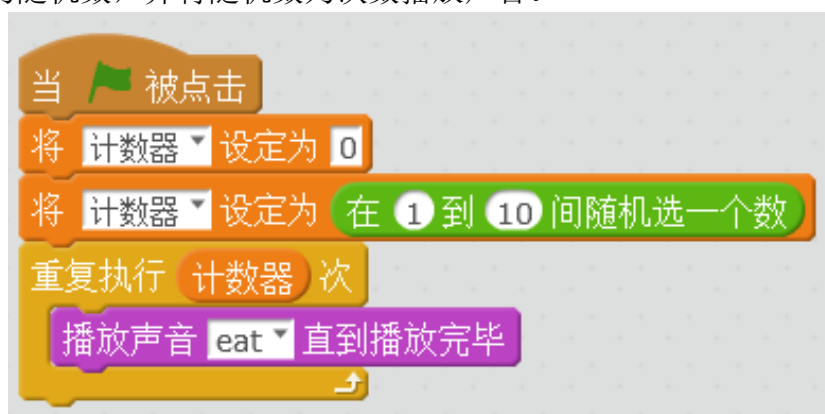 当 被点击
将 计数器 设定为 0
将 计数器 设定为 在 1 到 10 间随机选一个数
重复执行 计数器 次
播放声音 eat 直到播放完毕